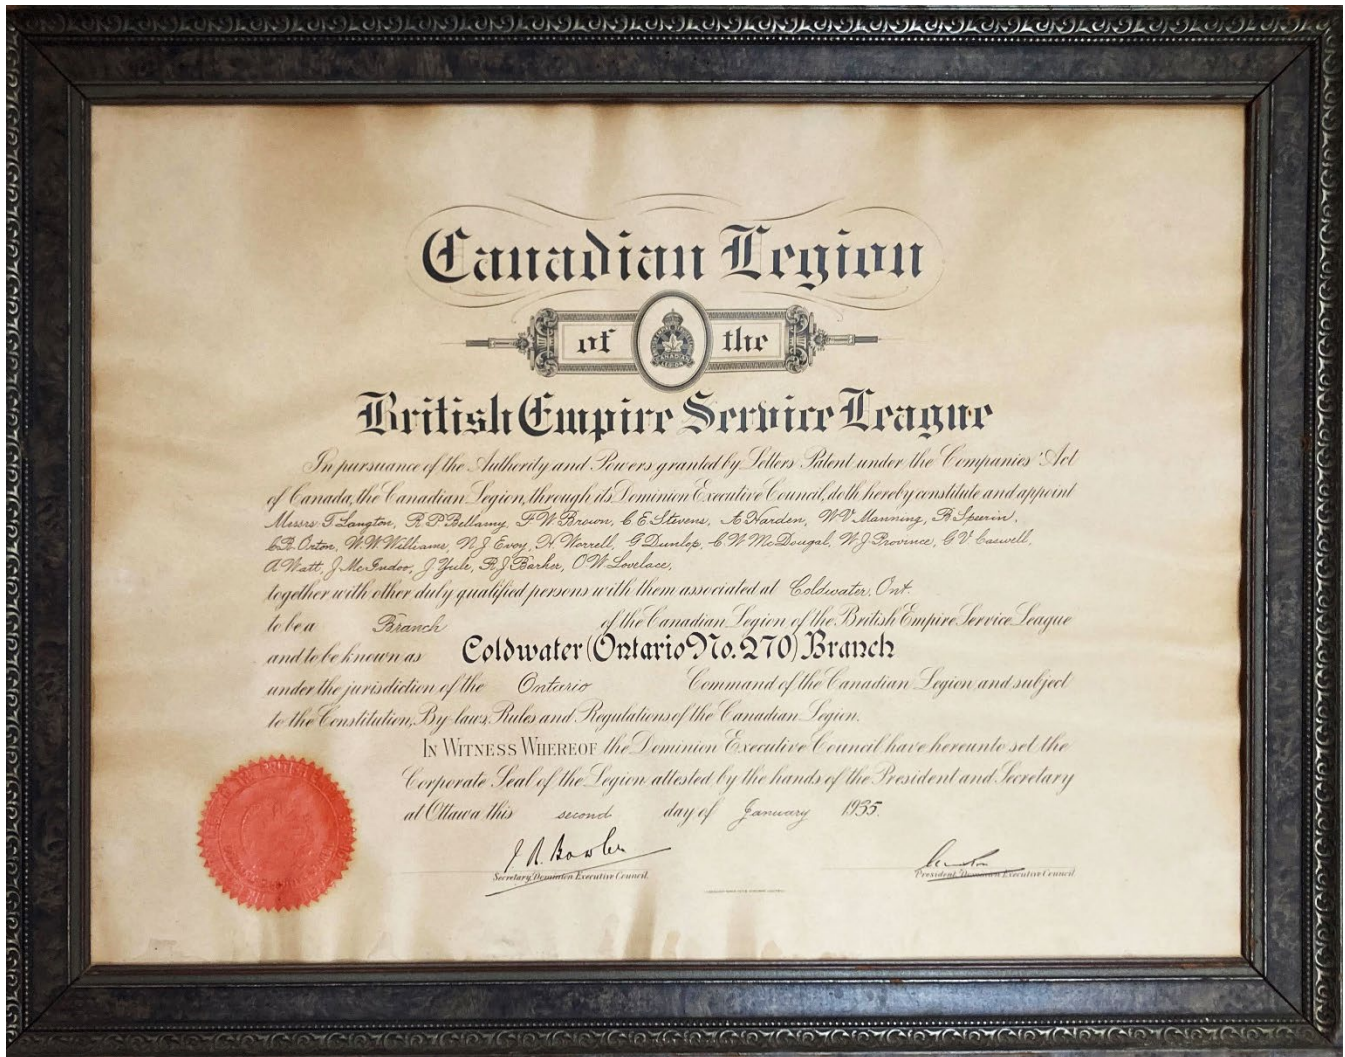 Canadian Legion
of the
CANADIAN
British Empire Service League
In pursuance of the Authority and Powers granted by Letters Patent under the Companies' Act
of Canada, the Canadian Legion, through its Dominion Executive Council, doth hereby constitute and appoint
Messrs. T. Langton, R. P. Bellamy, F. W. Brown, C. E. Stevens, A. Harden, W. V. Manning, B. Speerin,
C. B. Orton, W. W. Williams, N. J. Evoy, H. Worrell, G. Dunlop, C. W. McDougal, W. J. Province, G. V. Caswell,
A. Watt, J. McIndoo, J. Yule, R. J. Barker, O. W. Lovelace,
together with other duly qualified persons with them associated at Coldwater, Ont.
to be a Branch of the Canadian Legion of the British Empire Service League
and to be known as Coldwater (Ontario No. 270) Branch
under the jurisdiction of the Ontario Command of the Canadian Legion, and subject
to the Constitution, By-laws, Rules and Regulations of the Canadian Legion.
IN WITNESS WHEREOF the Dominion Executive Council have hereunto set the
Corporate Seal of the Legion attested by the hands of the President and Secretary
at Ottawa this second day of January 1935.
J. R. Bowler
Secretary, Dominion Executive Council
President, Dominion Executive Council